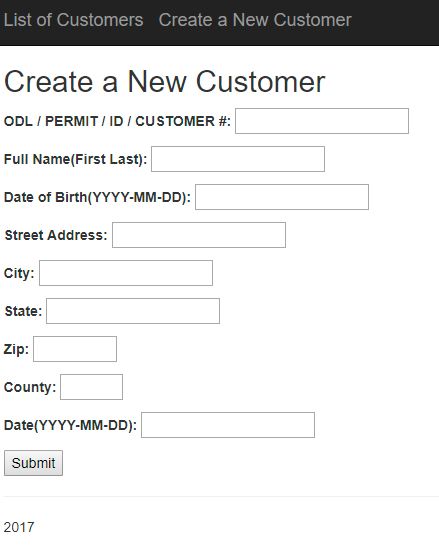 List of Customers Create a New Customer
Create a New Customer
ODL / PERMIT / ID / CUSTOMER #:
Full Name(First Last):
Date of Birth(YYYY-MM-DD):
Street Address:
City:
State:
Zip:
County:
Date(YYYY-MM-DD):
Submit
2017